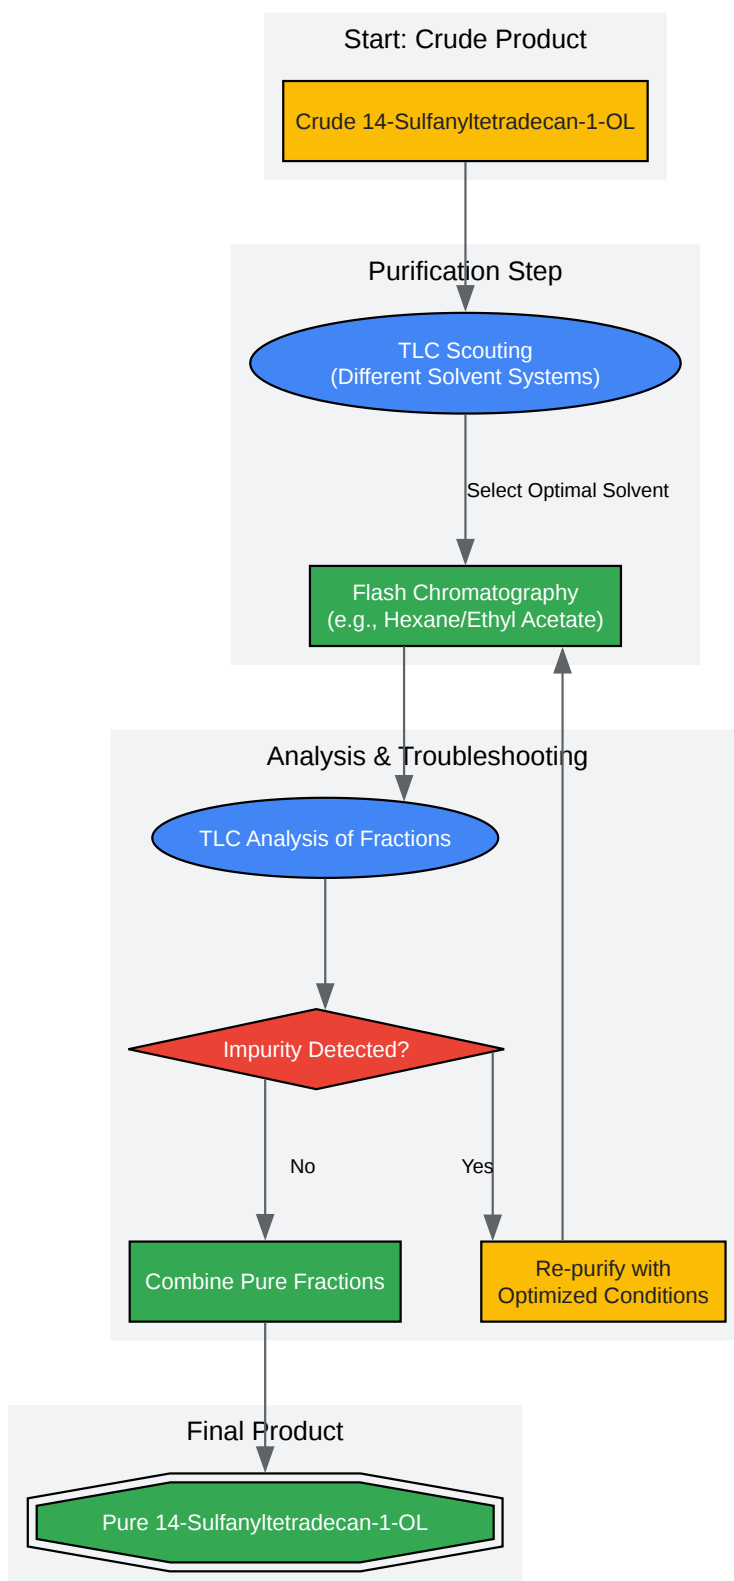 Start: Crude Product
Crude 14-Sulfanyltetradecan-1-OL
Purification Step
TLC Scouting
(Different Solvent Systems)
Select Optimal Solvent
Flash Chromatography
(e.g., Hexane/Ethyl Acetate)
Analysis & Troubleshooting
TLC Analysis of Fractions
Impurity Detected?
No
Yes
Combine Pure Fractions
Re-purify with
Optimized Conditions
Final Product
Pure 14-Sulfanyltetradecan-1-OL